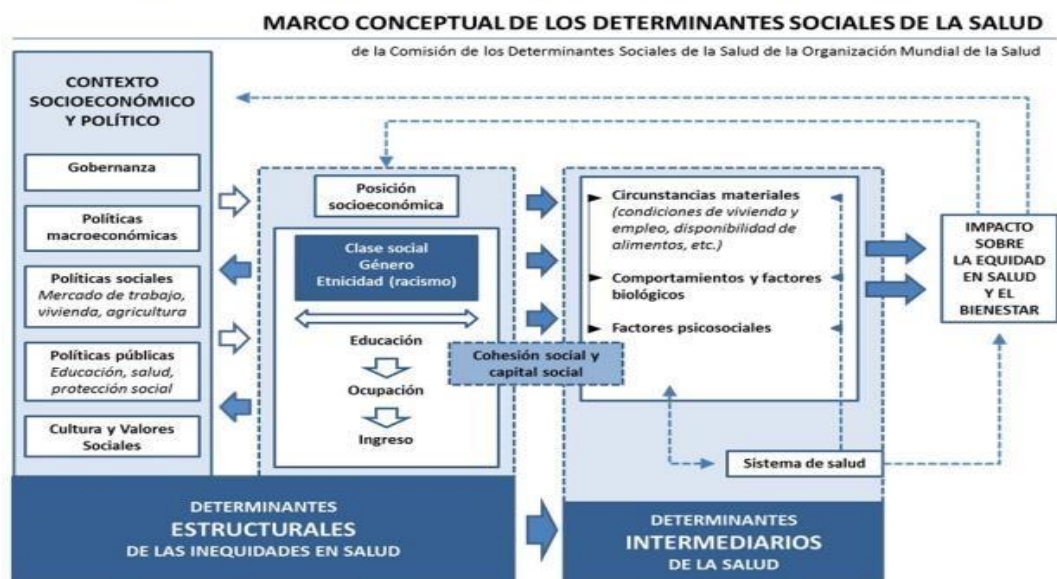 MARCO CONCEPTUAL DE LOS DETERMINANTES SOCIALES DE LA SALUD
de la Comisión de los Determinantes Sociales de la Salud de la Organización Mundial de la Salud
CONTEXTO
SOCIOECONÓMICO
Y POLÍTICO
Gobernanza
Políticas
macroeconómicas
Políticas sociales
Mercado de trabajo,
vivienda, agricultura
Políticas públicas
Educación, salud,
protección social
Cultura y Valores
Sociales
Posición
socioeconómica
Clase social
Género
Etnicidad (racismo)
Educación
Ocupación
Ingreso
Cohesión social y
capital social
Circunstancias materiales
(condiciones de vivienda y
empleo, disponibilidad de
alimentos, etc.)
Comportamientos y factores
biológicos
Factores psicosociales
Sistema de salud
IMPACTO
SOBRE
LA EQUIDAD
EN SALUD
Y EL
BIENESTAR
DETERMINANTES
ESTRUCTURALES
DE LAS INEQUIDADES EN SALUD
DETERMINANTES
INTERMEDIARIOS
DE LA SALUD